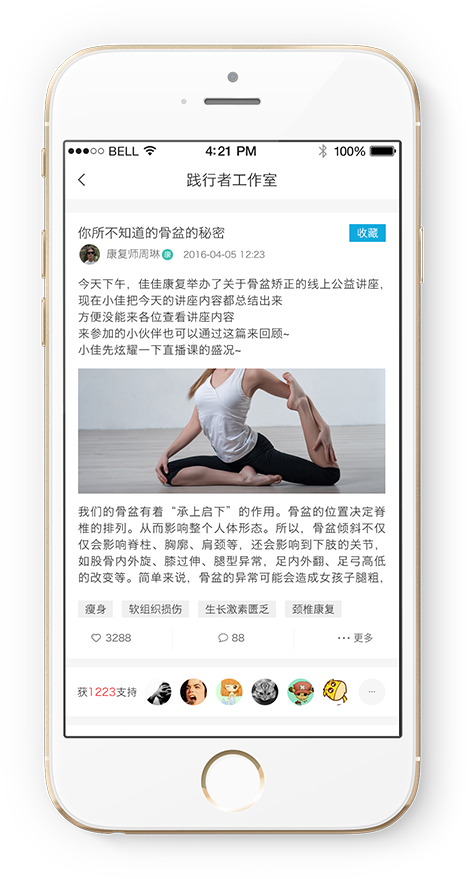 BELL 4:21 PM 100%
践行者工作室
你所不知道的骨盆的秘密 收藏
康复师周琳 康 2016-04-05 12:23
今天下午，佳佳康复举办了关于骨盆矫正的线上公益讲座，
现在小佳把今天的讲座内容都总结出来
方便没能来各位查看讲座内容
来参加的小伙伴也可以通过这篇来回顾~
小佳先炫耀一下直播课的盛况~
我们的骨盆有着“承上启下”的作用。骨盆的位置决定脊
椎的排列。从而影响整个人体形态。所以，骨盆倾斜不仅
仅会影响脊柱、胸廓、肩颈等，还会影响到下肢的关节，
如股骨内外旋、膝过伸、腿型异常，足内外翻、足弓高低
的改变等。简单来说，骨盆的异常可能会造成女孩子腿粗，
瘦身 软组织损伤 生长激素匮乏 颈椎康复
3288 88 ··· 更多
获1223支持 ...